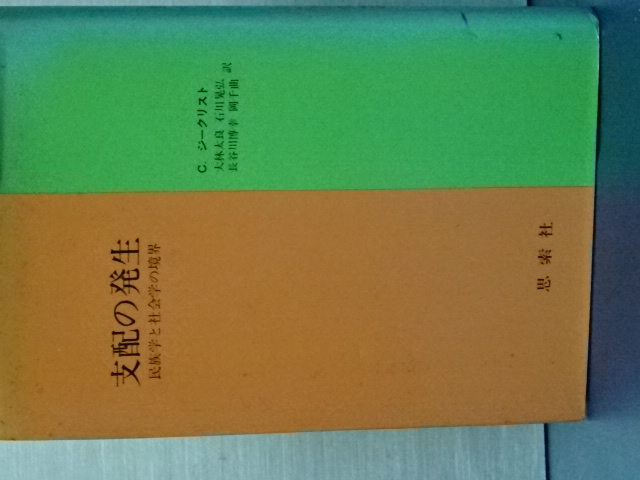 支配の発生
民族学と社会学の境界
C. ジークリスト
大林太良 石川晃弘 訳
長谷川博幸 岡千曲
思索社